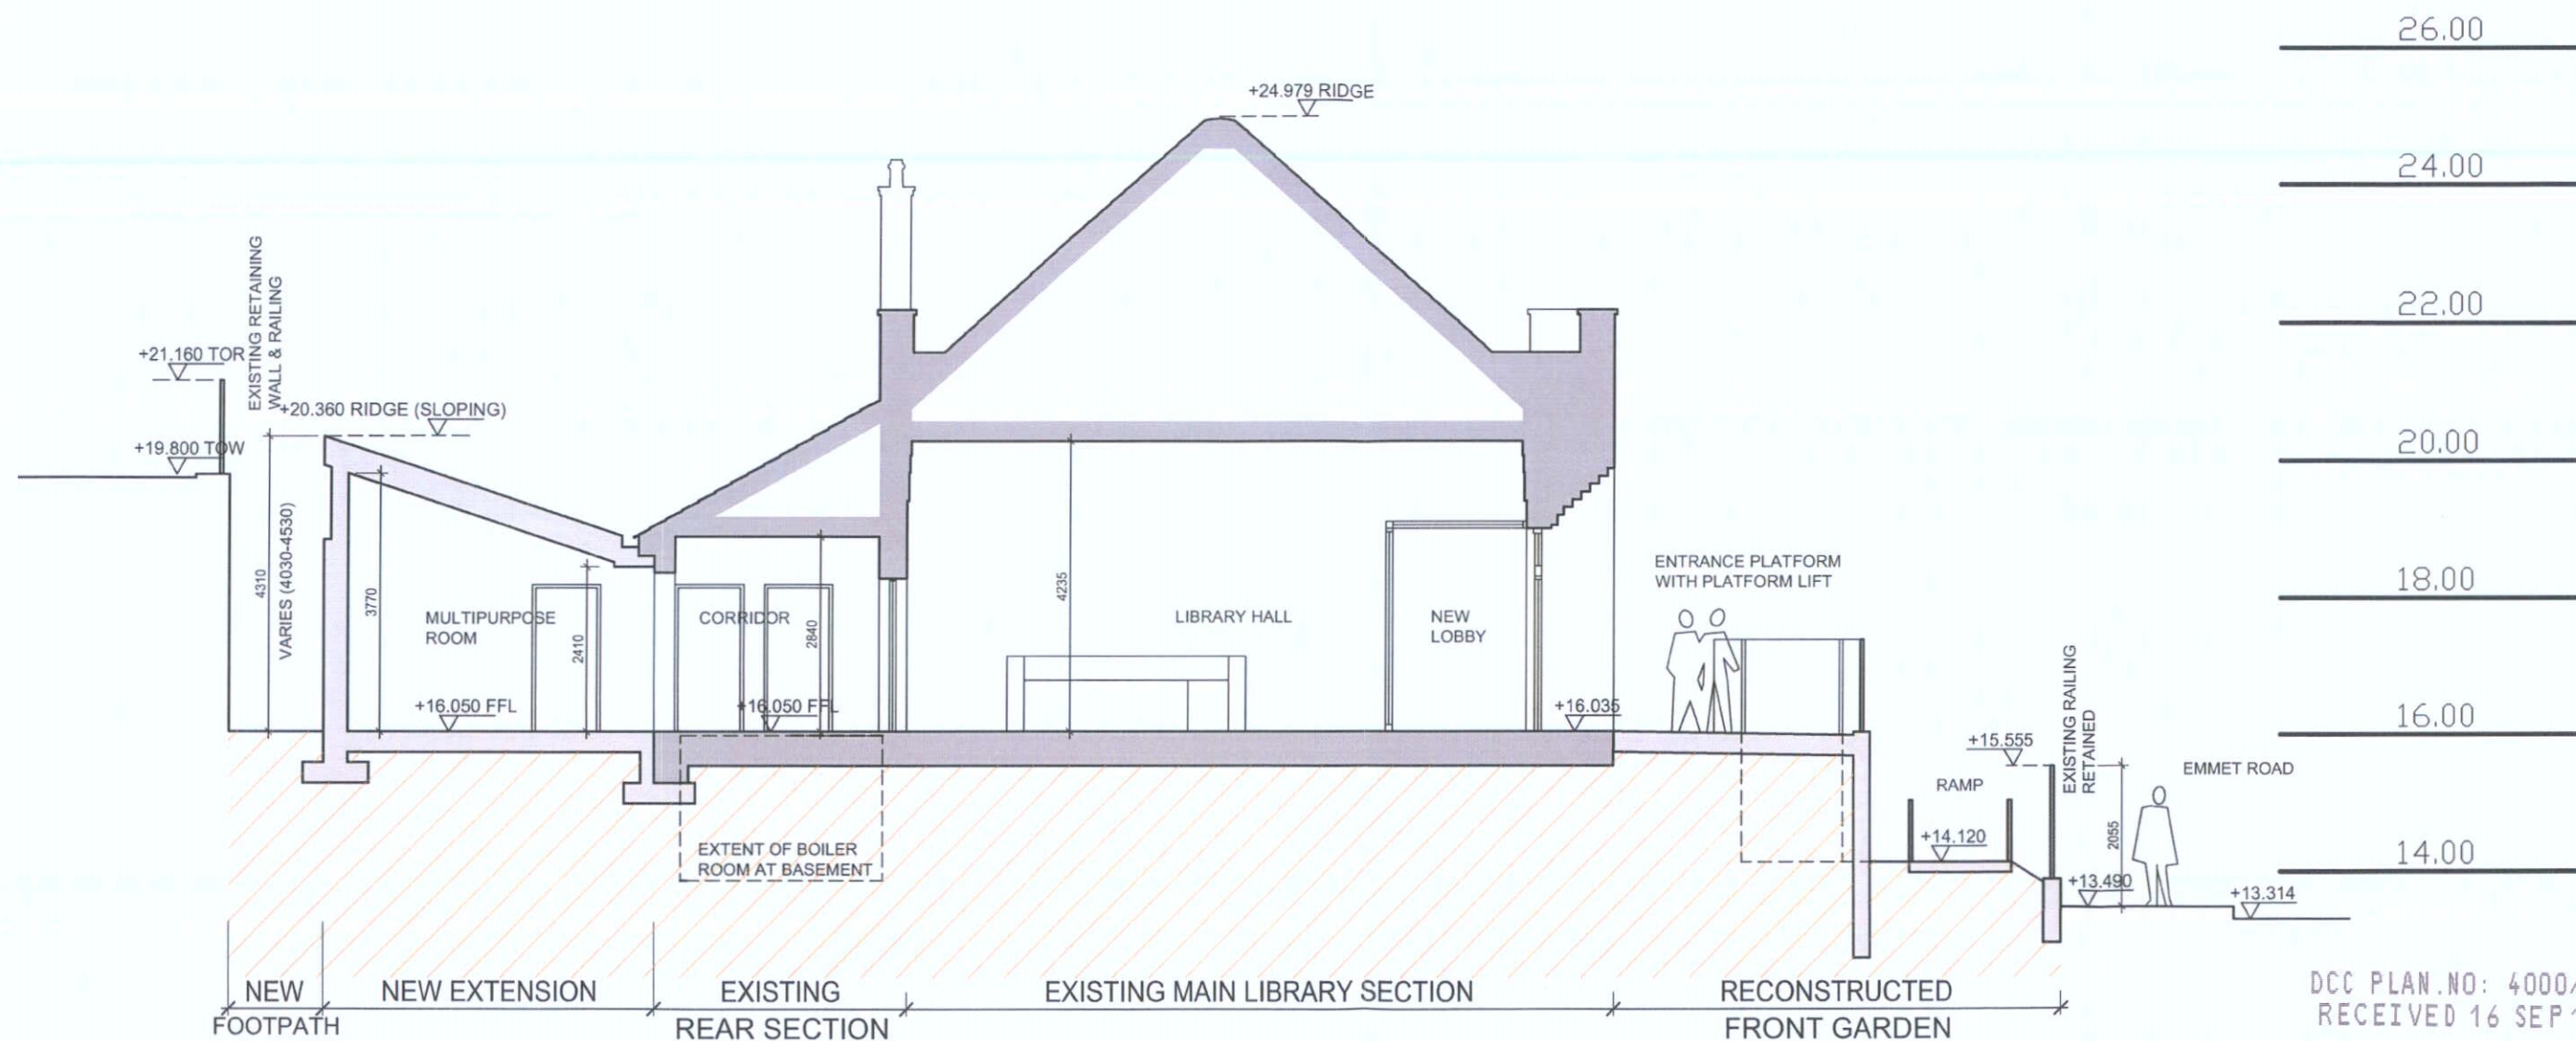 26.00
+24.979 RIDGE
24.00
22.00
EXISTING RETAINING
WALL & RAILING
+21.160 TOR
+20.360 RIDGE (SLOPING)
+19.800 TOW
20.00
4310
VARIES (4030-4530)
3770
MULTIPURPOSE
ROOM
2410
+16.050 FFL
CORRIDOR
2840
+16.050 FFL
4235
LIBRARY HALL
NEW
LOBBY
+16.035
ENTRANCE PLATFORM
WITH PLATFORM LIFT
18.00
16.00
EXISTING RAILING
RETAINED
+15.555
EMMET ROAD
RAMP
+14.120
2055
14.00
+13.490
+13.314
EXTENT OF BOILER
ROOM AT BASEMENT
NEW
FOOTPATH
NEW EXTENSION
EXISTING
REAR SECTION
EXISTING MAIN LIBRARY SECTION
RECONSTRUCTED
FRONT GARDEN
DCC PLAN.NO: 4000/
RECEIVED 16 SEP